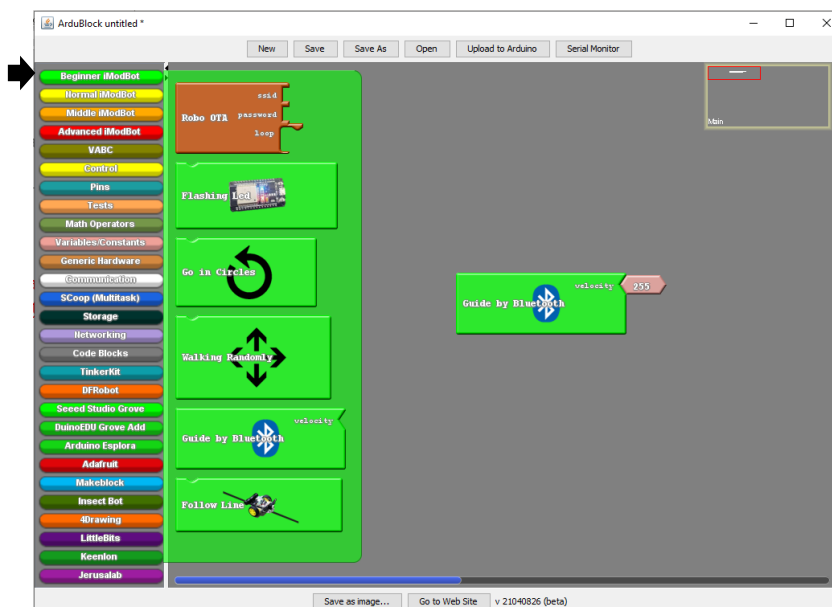 ArduBlock untitled *
New
Save
Save As
Open
Upload to Arduino
Serial Monitor
Beginner iModBot
Normal iModBot
Middle iModBot
Advanced iModBot
VABC
Control
Pins
Tests
Math Operators
Variables/Constants
Generic Hardware
Communication
SCoop (Multitask)
Storage
Networking
Code Blocks
TinkerKit
DFRobot
Seeed Studio Grove
DuinoEDU Grove Add
Arduino Esplora
Adafruit
Makeblock
Insect Bot
4Drawing
LittleBits
Keenlon
Jerusalab
ssid
Robo OTA password
loop
Flashing Led
Go in Circles
Walking Randomly
velocity
Guide by Bluetooth
Follow Line
velocity 255
Guide by Bluetooth
Main
Save as image...
Go to Web Site
v 21040826 (beta)